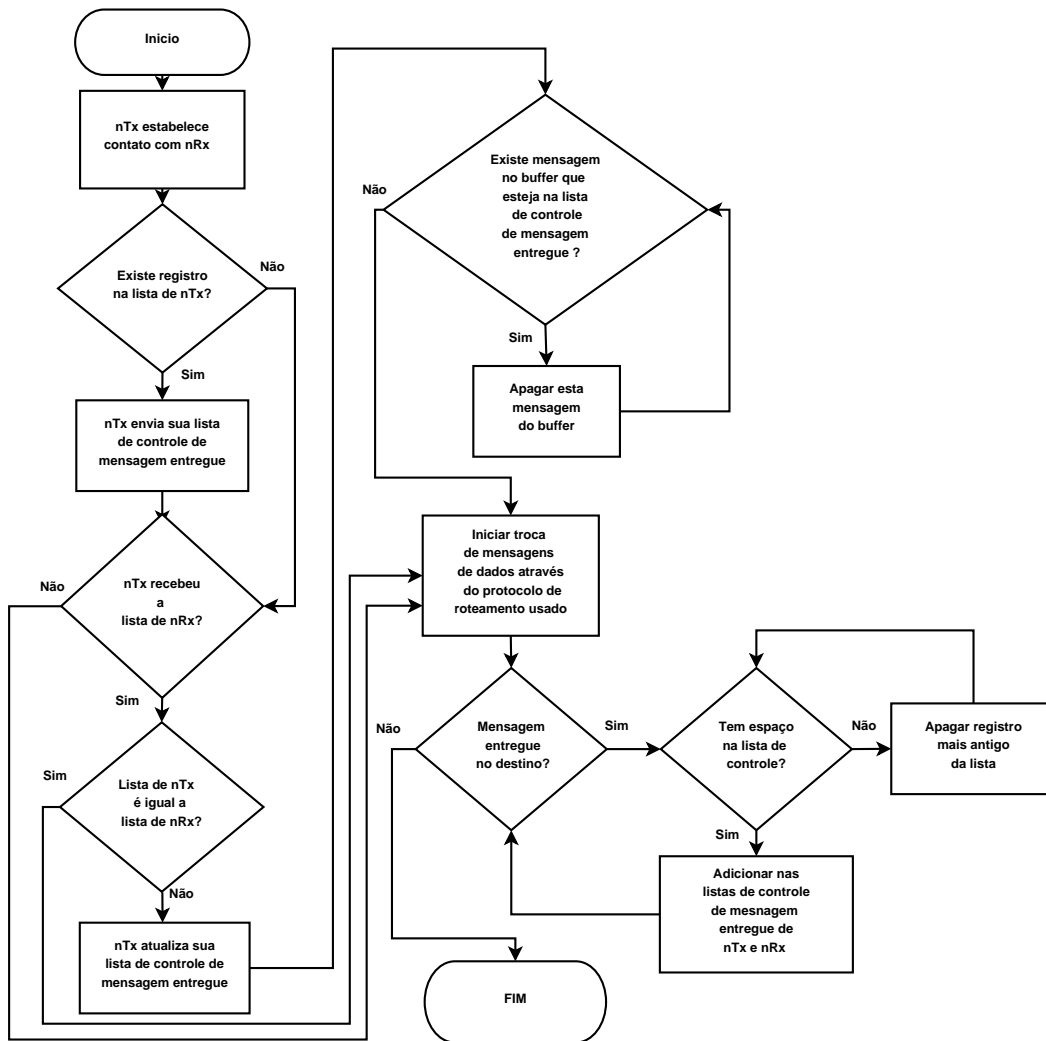 Inicio
nTx estabelece
contato com nRx
Existe registro
na lista de nTx?
Não
Sim
nTx envia sua lista
de controle de
mensagem entregue
Não
nTx recebeu
a
lista de nRx?
Sim
Sim
Lista de nTx
é igual a
lista de nRx?
Não
nTx atualiza sua
lista de controle de
mensagem entregue
Existe mensagem
no buffer que
esteja na lista
de controle
de mensagem
entregue ?
Não
Sim
Apagar esta
mensagem
do buffer
Iniciar troca
de mensagens
de dados através
do protocolo de
roteamento usado
Não
Mensagem
entregue
no destino?
Sim
Tem espaço
na lista de
controle?
Não
Apagar registro
mais antigo
da lista
Sim
Adicionar nas
listas de controle
de mesnagem
entregue de
nTx e nRx
FIM